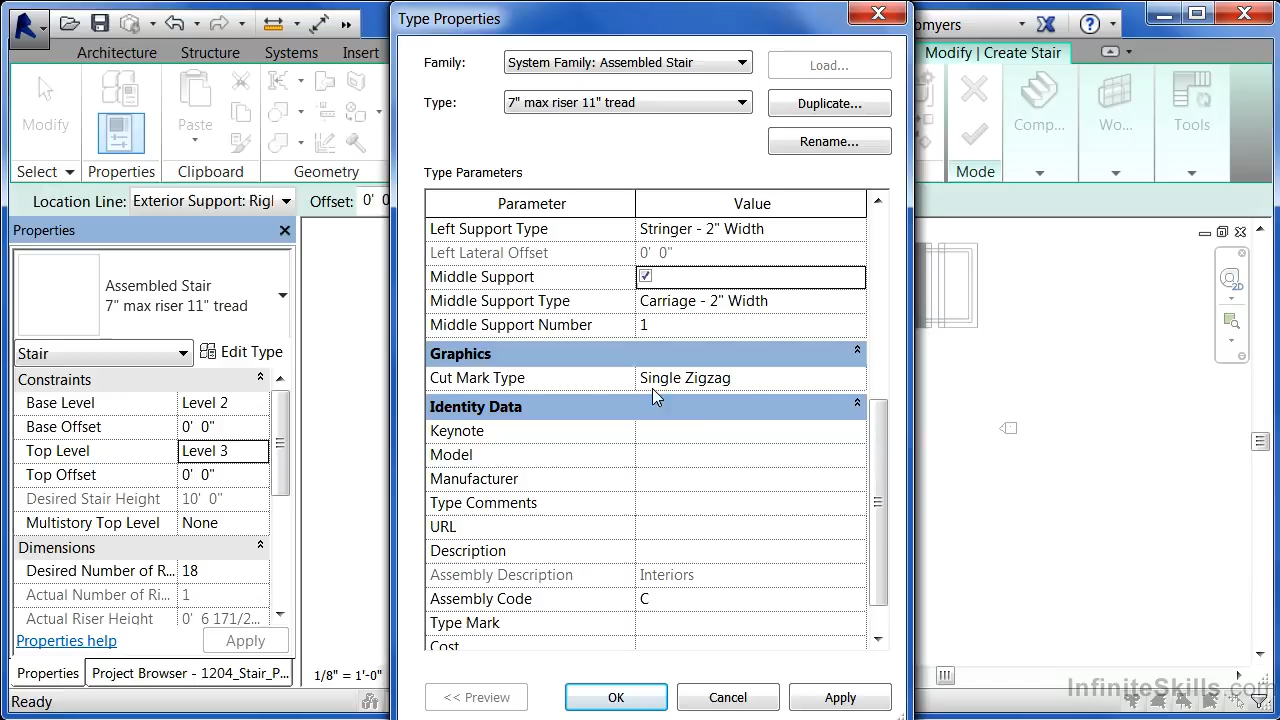 Type Properties
omyers
Architecture
Structure
Systems
Insert
Modify | Create Stair
Family:
System Family: Assembled Stair
Load...
Type:
7" max riser 11" tread
Duplicate...
Rename...
Modify
Paste
Comp...
Wo...
Tools
Select
Properties
Clipboard
Geometry
Mode
Type Parameters
Location Line:
Exterior Support: Rigl
Offset:
0' 0
Parameter
Value
Properties
Left Support Type
Stringer - 2" Width
Left Lateral Offset
0' 0"
Middle Support
Middle Support Type
Carriage - 2" Width
Middle Support Number
1
Assembled Stair
7" max riser 11" tread
2D
Stair
Edit Type
Graphics
Cut Mark Type
Single Zigzag
Identity Data
Keynote
Model
Manufacturer
Type Comments
URL
Description
Assembly Description
Interiors
Assembly Code
C
Type Mark
Cost
Constraints
Base Level
Level 2
Base Offset
0' 0"
Top Level
Level 3
Top Offset
0' 0"
Desired Stair Height
10' 0"
Multistory Top Level
None
Dimensions
Desired Number of R...
18
Actual Number of Ri...
1
Actual Riser Height
0' 6 171/2...
Properties help
Apply
Properties
Project Browser - 1204_Stair_P...
1/8" = 1'-0"
<< Preview
OK
Cancel
Apply
Ready
InfiniteSkills.com